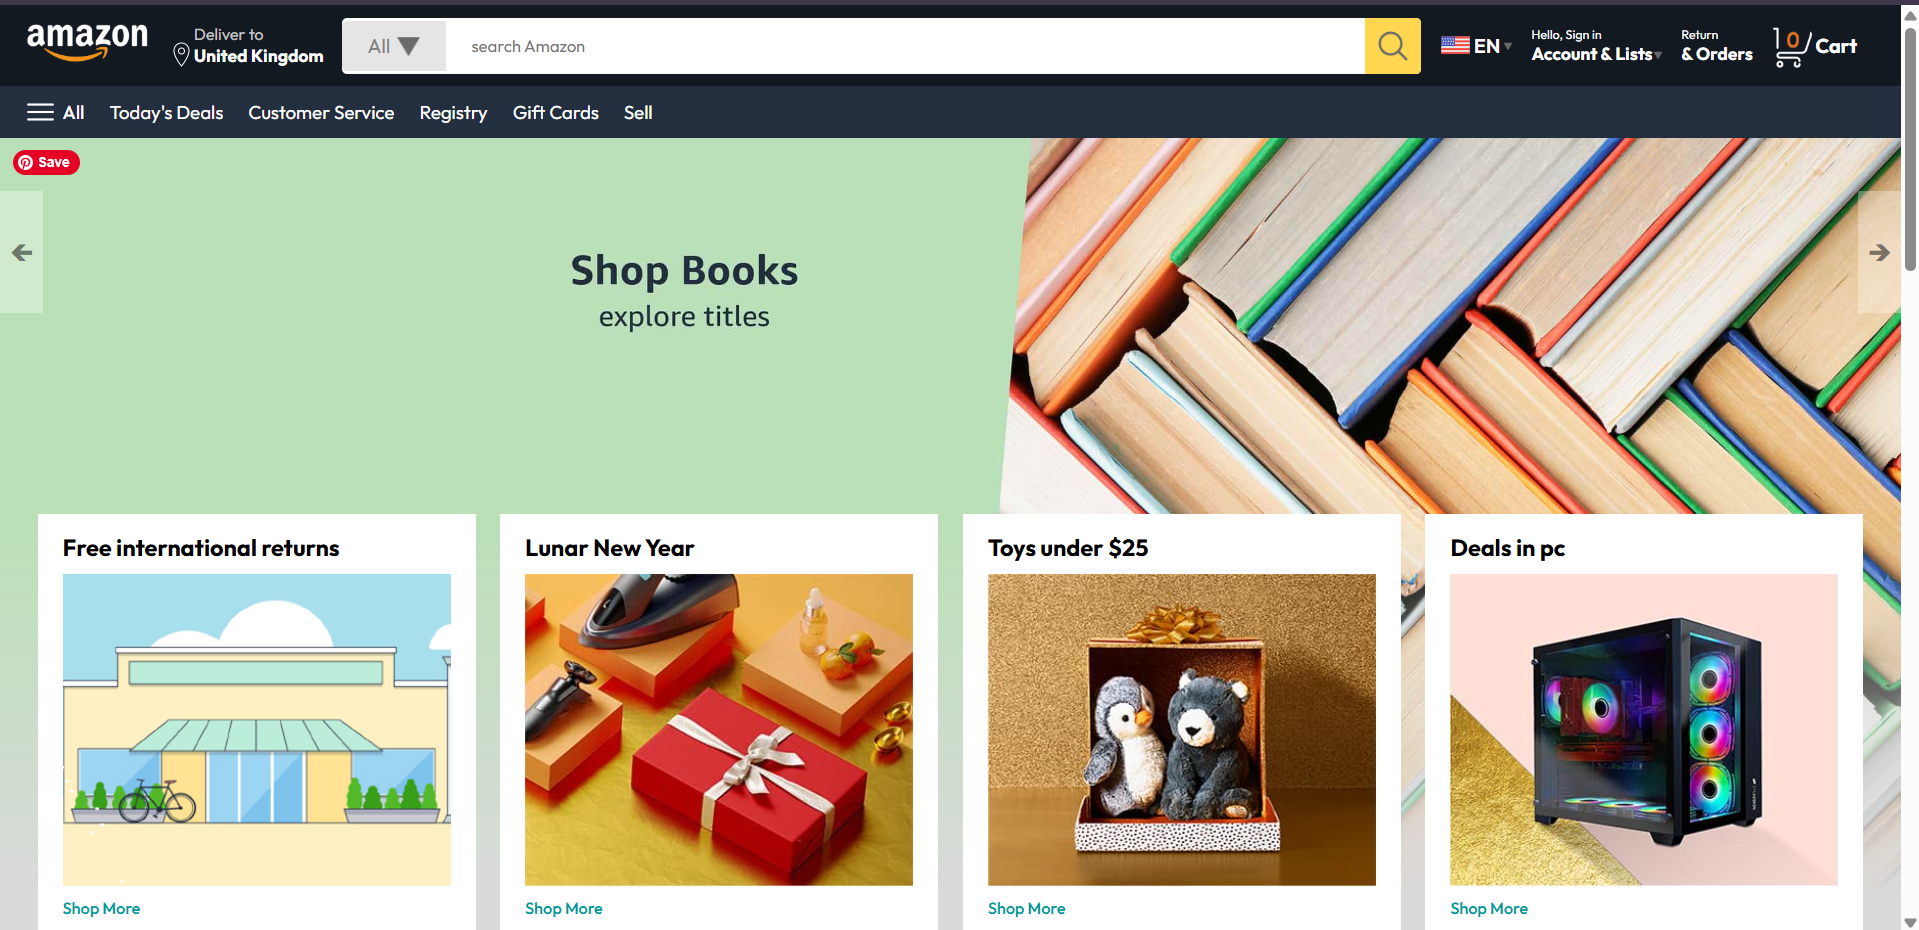 amazon
Deliver to
United Kingdom
All
search Amazon
EN
Hello, Sign in
Account & Lists
Return
& Orders
0
Cart
All
Today's Deals
Customer Service
Registry
Gift Cards
Sell
Save
Shop Books
explore titles
Free international returns
Lunar New Year
Toys under $25
Deals in pc
Shop More
Shop More
Shop More
Shop More